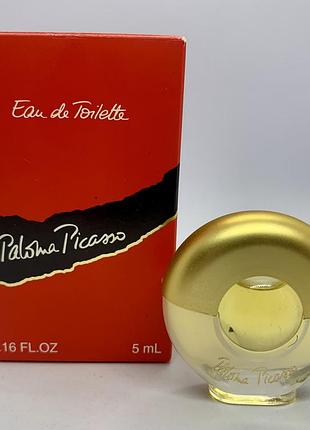 Eau de Toilette
Paloma Picasso
.16 FL.OZ
5 mL
Paloma Picasso